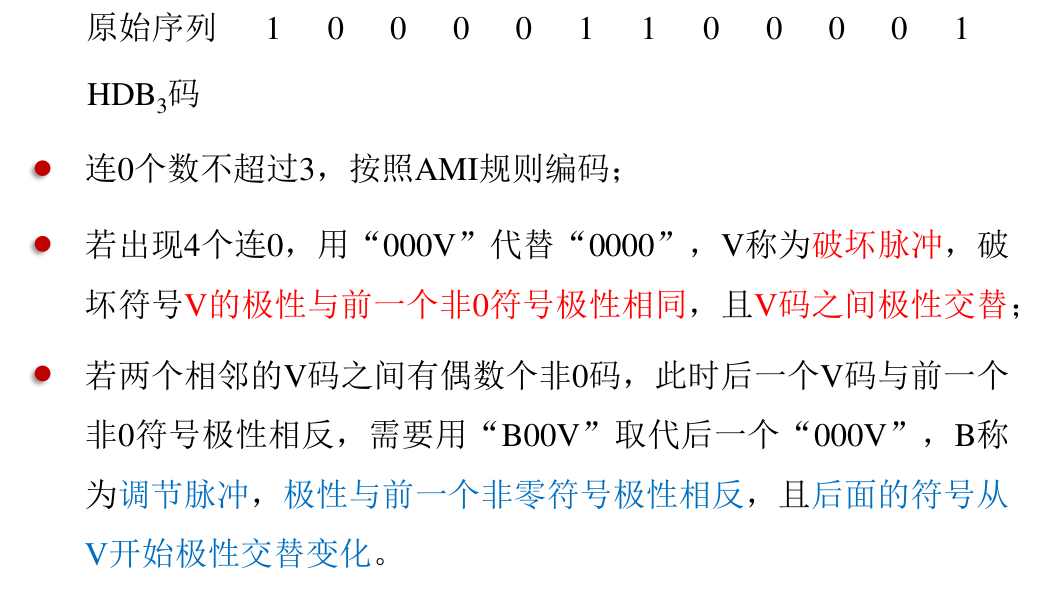 原始序列 1 0 0 0 0 1 1 0 0 0 0 1
HDB₃码
连0个数不超过3，按照AMI规则编码；
若出现4个连0，用“000V”代替“0000”，V称为破坏脉冲，破
坏符号V的极性与前一个非0符号极性相同，且V码之间极性交替；
若两个相邻的V码之间有偶数个非0码，此时后一个V码与前一个
非0符号极性相反，需要用“B00V”取代后一个“000V”，B称
为调节脉冲，极性与前一个非零符号极性相反，且后面的符号从
V开始极性交替变化。